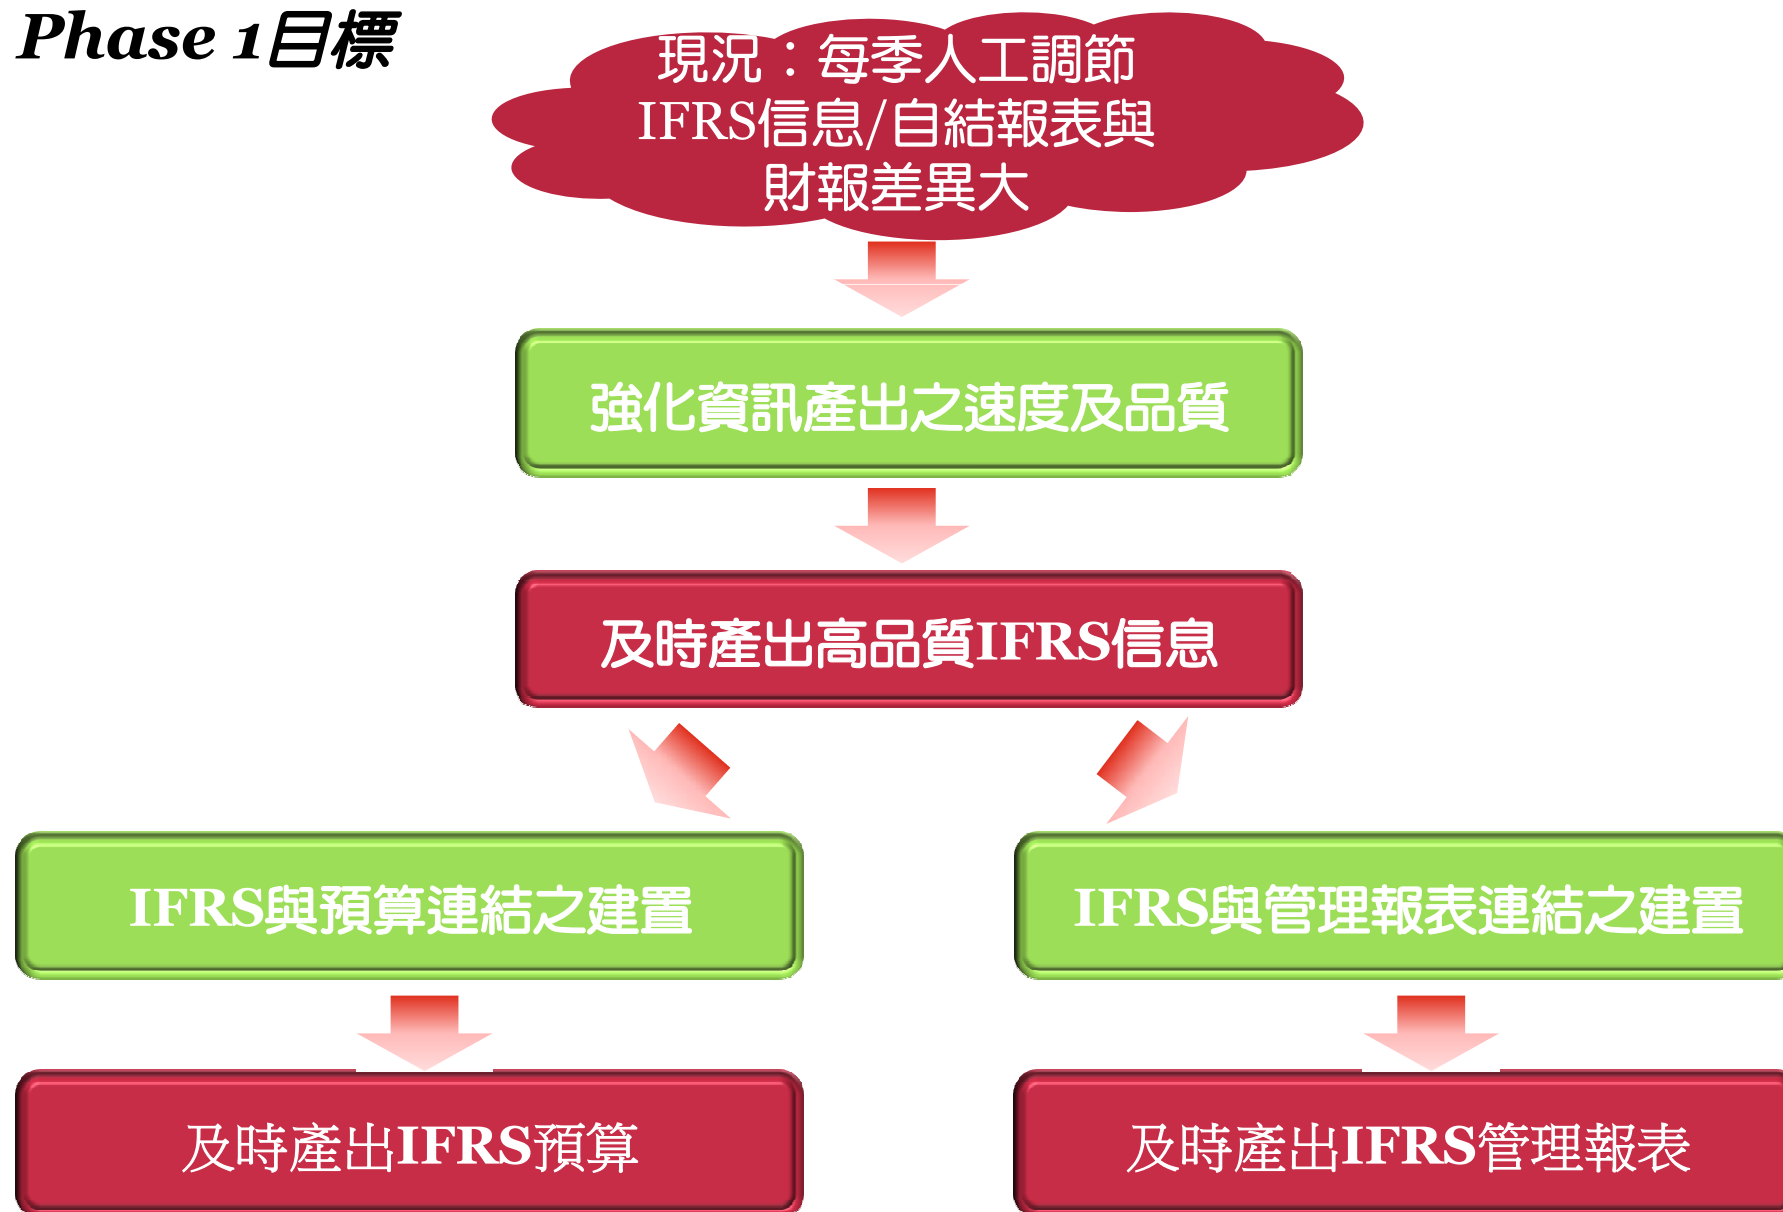 Phase 1目標
現況：每季人工調節
IFRS信息/自結報表與
財報差異大
強化資訊產出之速度及品質
及時產出高品質IFRS信息
IFRS與預算連結之建置
IFRS與管理報表連結之建置
及時產出IFRS預算
及時產出IFRS管理報表